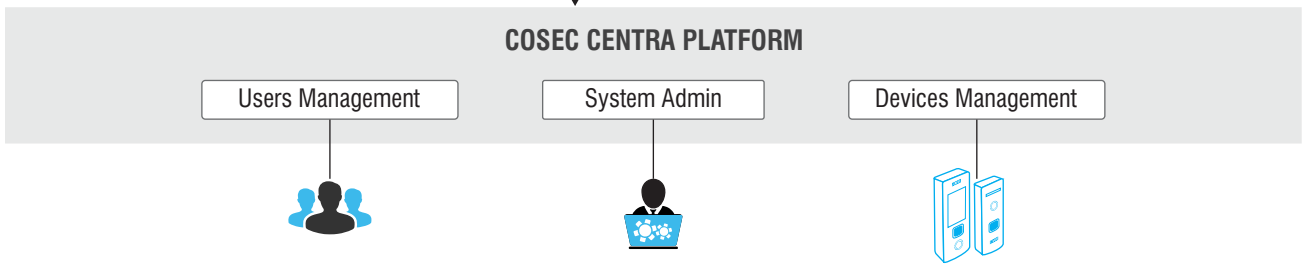 COSEC CENTRA PLATFORM
Users Management
System Admin
Devices Management